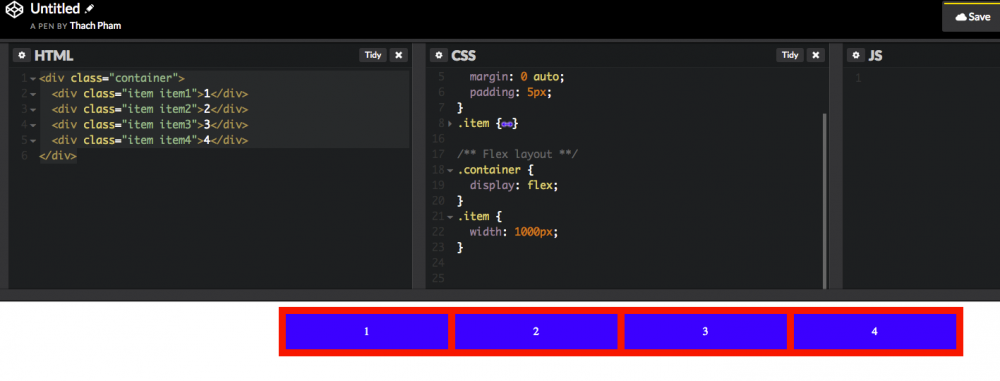 Untitled
A PEN BY Thach Pham
Save
HTML
Tidy
1 <div class="container">
2 <div class="item item1">1</div>
3 <div class="item item2">2</div>
4 <div class="item item3">3</div>
5 <div class="item item4">4</div>
6 </div>
CSS
Tidy
5 margin: 0 auto;
6 padding: 5px;
7 }
8 .item {↔}
16
17 /** Flex layout **/
18 .container {
19 display: flex;
20 }
21 .item {
22 width: 1000px;
23 }
24
25
JS
1
1 2 3 4